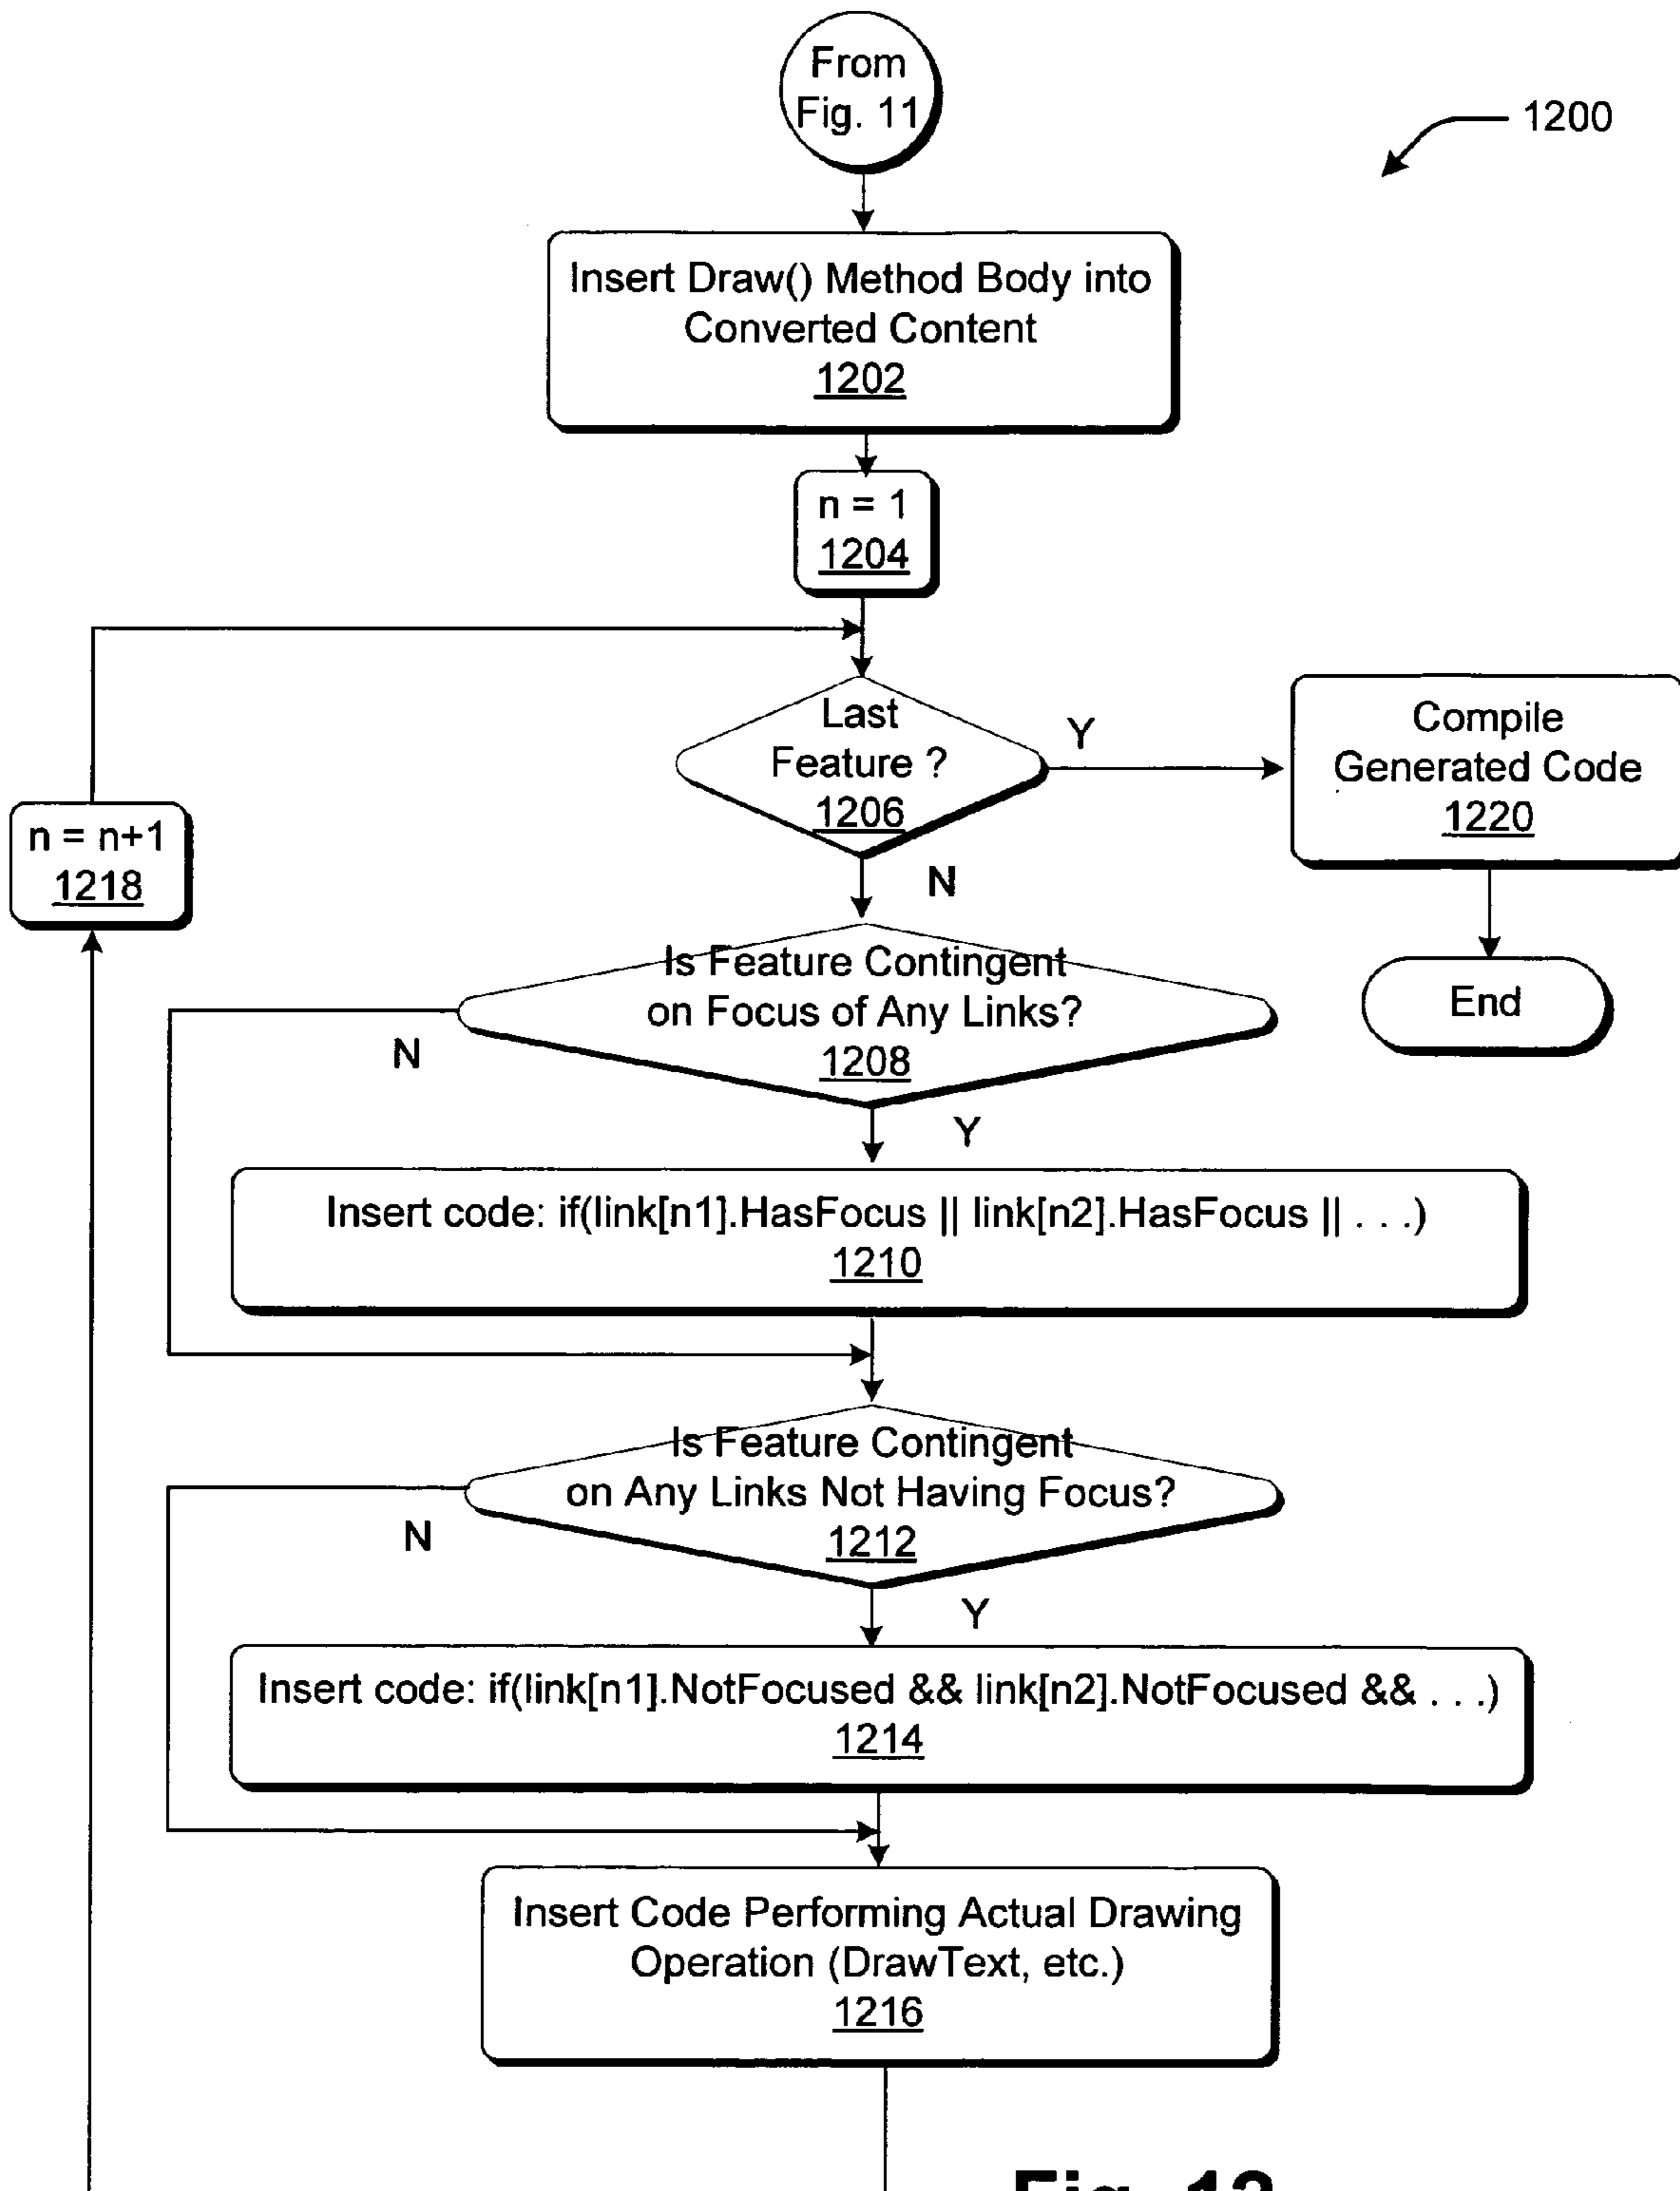 From
Fig. 11
1200
Insert Draw() Method Body into
Converted Content
1202
n = 1
1204
Last
Feature ?
1206
Y
Compile
Generated Code
1220
n = n+1
1218
N
End
Is Feature Contingent
on Focus of Any Links?
1208
N
Y
Insert code: if(link[n1].HasFocus || link[n2].HasFocus || . . .)
1210
Is Feature Contingent
on Any Links Not Having Focus?
1212
N
Y
Insert code: if(link[n1].NotFocused && link[n2].NotFocused && . . .)
1214
Insert Code Performing Actual Drawing
Operation (DrawText, etc.)
1216
Fig. 12